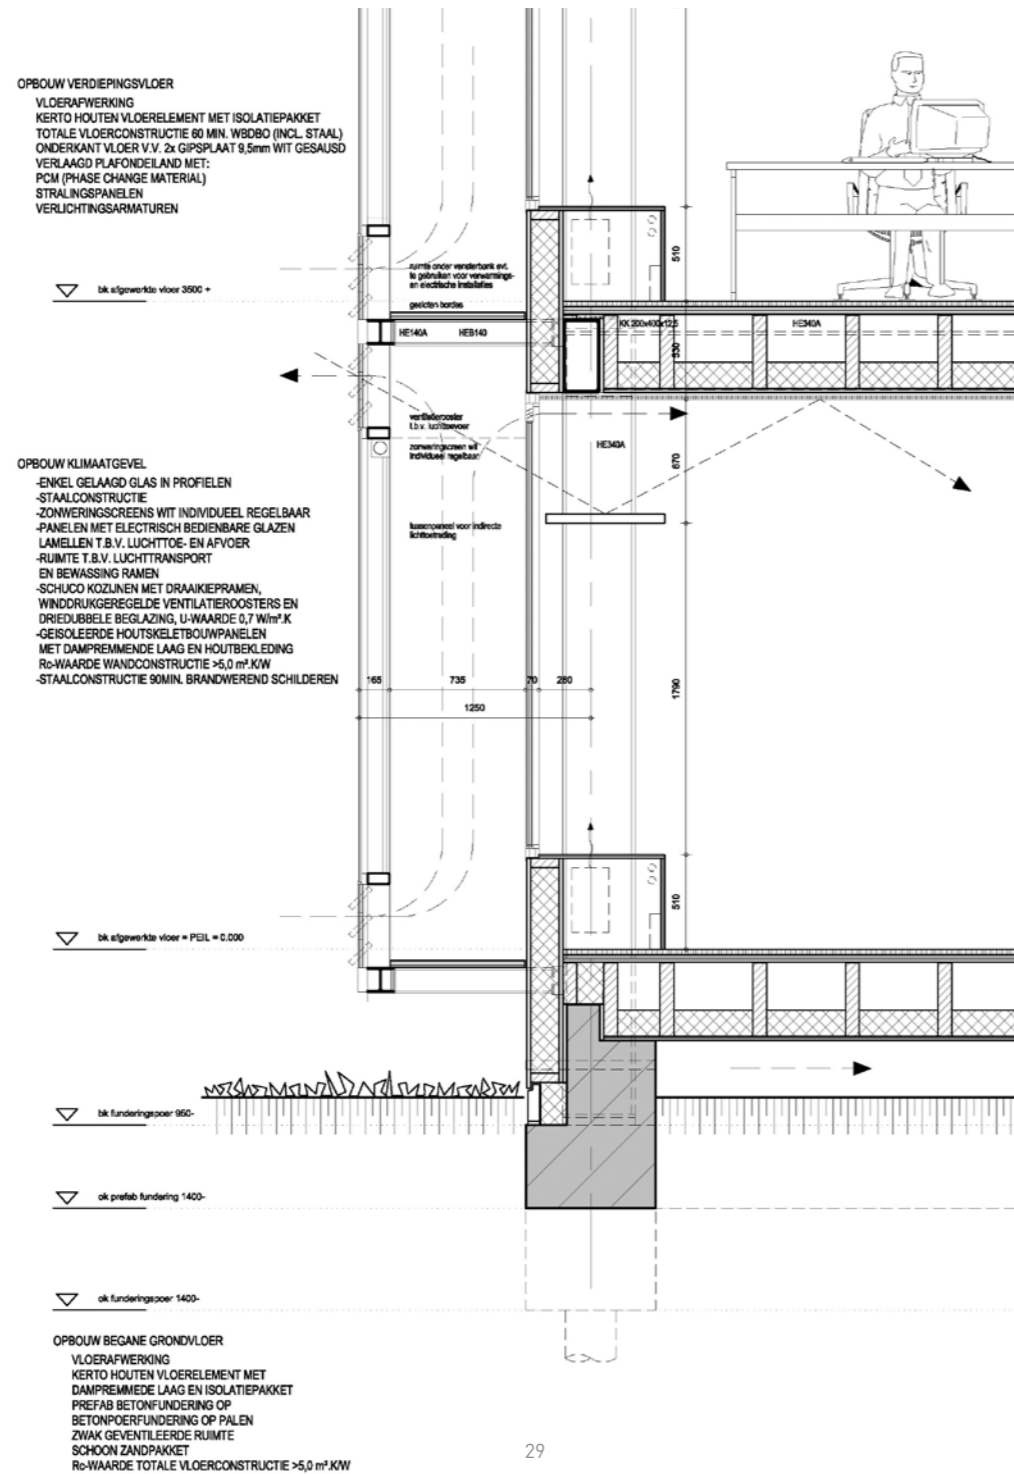 OPBOUW VERDIEPINGSVLOER
VLOERAFWERKING
KERTO HOUTEN VLOERELEMENT MET ISOLATIEPAKKET
TOTALE VLOERCONSTRUCTIE 60 MIN. WBDBO (INCL. STAAL)
ONDERKANT VLOER V.V. 2x GIPSPLAAT 9,5mm WIT GESAUSD
VERLAAGD PLAFONDEILAND MET:
PCM (PHASE CHANGE MATERIAL)
STRALINGSPANELEN
VERLICHTINGSARMATUREN
510
ruimte onder vensterbank evt.
te gebruiken voor verwarmings-
en electrische installaties
gesloten bordes
bk afgewerkte vloer 3500 +
HE140A
HEB140
KK 200x400x12,5
HE340A
530
ventilatierooster
t.b.v. luchttoevoer
zonweringscreen wit
individueel regelbaar
HE340A
670
OPBOUW KLIMAATGEVEL
-ENKEL GELAAGD GLAS IN PROFIELEN
-STAALCONSTRUCTIE
-ZONWERINGSCREENS WIT INDIVIDUEEL REGELBAAR
-PANELEN MET ELECTRISCH BEDIENBARE GLAZEN
LAMELLEN T.B.V. LUCHTTOE- EN AFVOER
-RUIMTE T.B.V. LUCHTTRANSPORT
EN BEWASSING RAMEN
-SCHUCO KOZIJNEN MET DRAAIKIEPRAMEN,
WINDDRUKGEREGELDE VENTILATIEROOSTERS EN
DRIEDUBBELE BEGLAZING, U-WAARDE 0,7 W/m².K
-GEISOLEERDE HOUTSKELETBOUWPANELEN
MET DAMPREMMENDE LAAG EN HOUTBEKLEDING
Rc-WAARDE WANDCONSTRUCTIE >5,0 m².K/W
-STAALCONSTRUCTIE 90MIN. BRANDWEREND SCHILDEREN
tussenpaneel voor indirecte
lichttoetreding
165
735
70
280
1250
1790
510
bk afgewerkte vloer = PEIL = 0.000
bk funderingspoer 950-
ok prefab fundering 1400-
ok funderingspoer 1400-
OPBOUW BEGANE GRONDVLOER
VLOERAFWERKING
KERTO HOUTEN VLOERELEMENT MET
DAMPREMMEDE LAAG EN ISOLATIEPAKKET
PREFAB BETONFUNDERING OP
BETONPOERFUNDERING OP PALEN
ZWAK GEVENTILEERDE RUIMTE
SCHOON ZANDPAKKET
Rc-WAARDE TOTALE VLOERCONSTRUCTIE >5,0 m².K/W
29